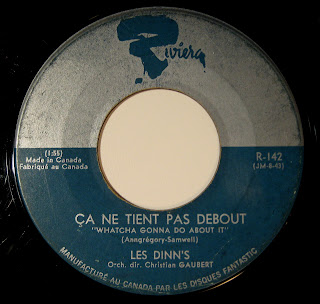 Riviera
(1:55)
Made in Canada
Fabriqué au Canada
R-142
(JM-B-43)
ÇA NE TIENT PAS DEBOUT
"WHATCHA GONNA DO ABOUT IT"
(Anngrégory-Samwell)
LES DINN'S
Orch. dir. Christian GAUBERT
MANUFACTURÉ AU CANADA PAR LES DISQUES FANTASTIC